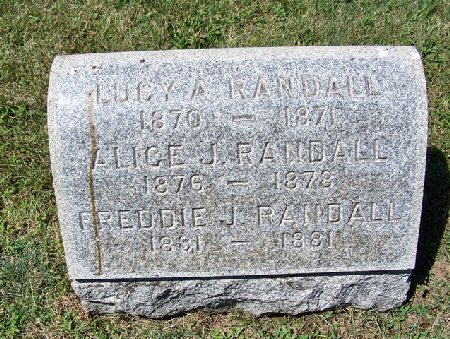 LUCY A. RANDALL
1870 — 1871
ALICE J. RANDALL
1876 — 1878
FREDDIE J. RANDALL
1881 — 1881